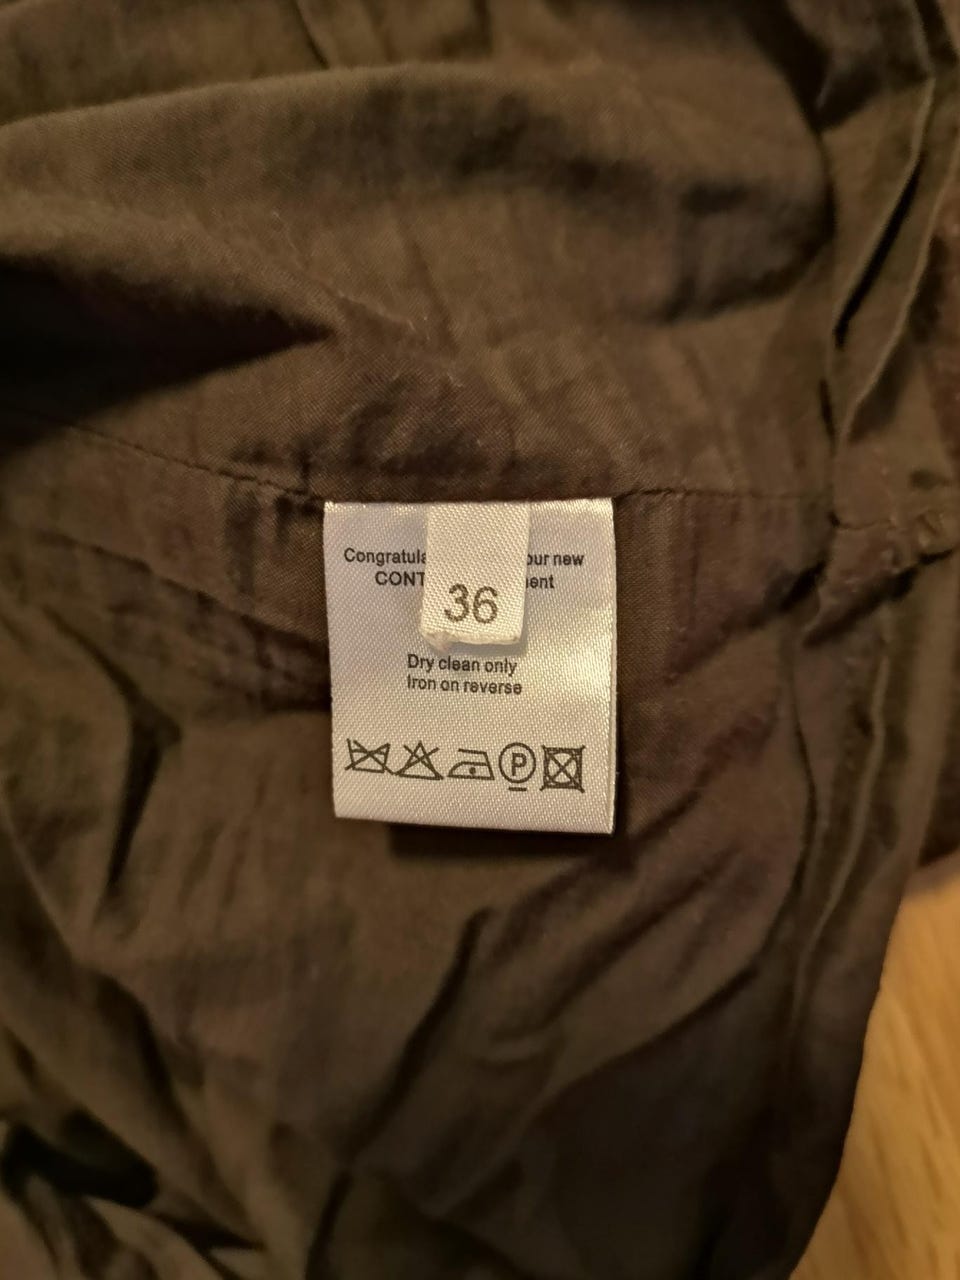 Congratula our new
CONT ent
36
Dry clean only
Iron on reverse
P